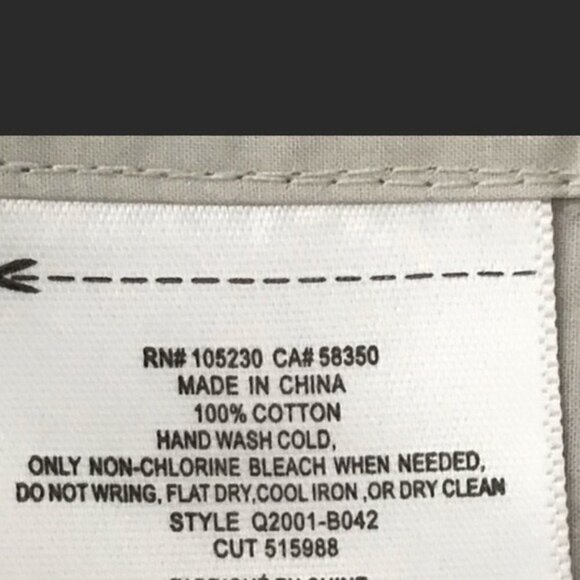 RN# 105230 CA# 58350
MADE IN CHINA
100% COTTON
HAND WASH COLD,
ONLY NON-CHLORINE BLEACH WHEN NEEDED,
DO NOT WRING, FLAT DRY,COOL IRON ,OR DRY CLEAN
STYLE Q2001-B042
CUT 515988